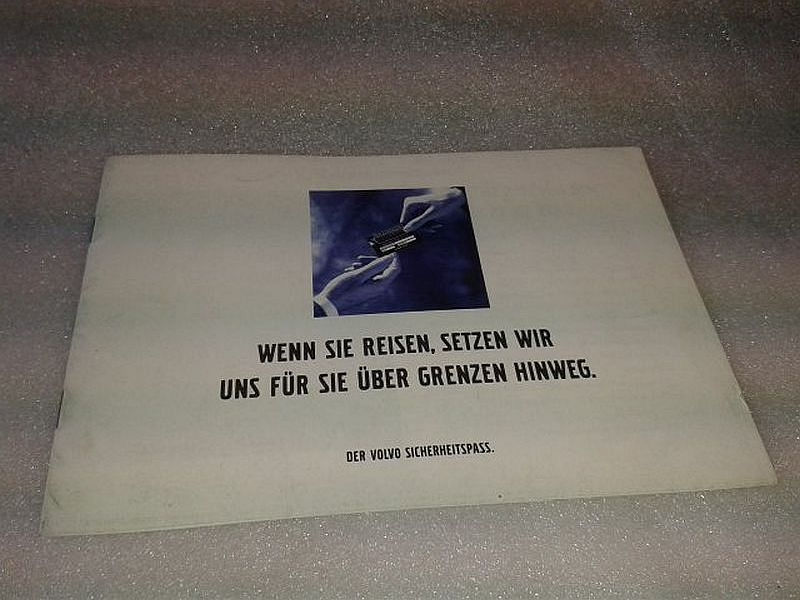 WENN SIE REISEN, SETZEN WIR
UNS FÜR SIE ÜBER GRENZEN HINWEG.
DER VOLVO SICHERHEITSPASS.